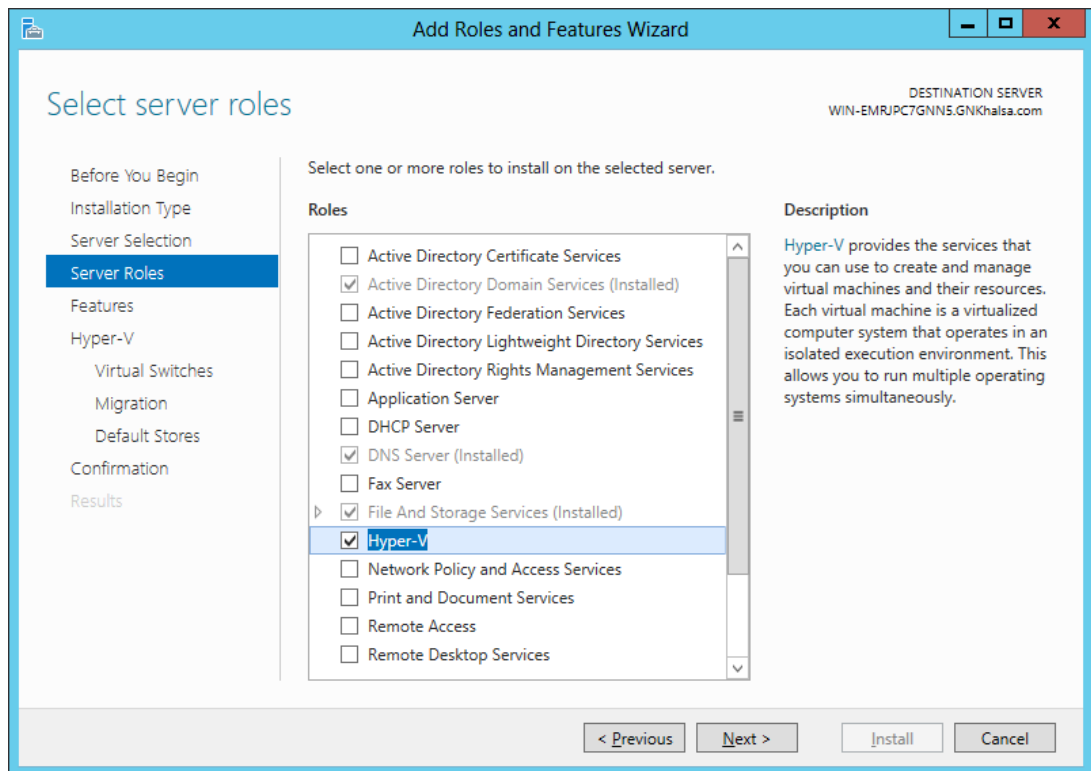 Add Roles and Features Wizard
Select server roles
DESTINATION SERVER
WIN-EMRJPC7GNN5.GNKhalsa.com
Before You Begin
Installation Type
Server Selection
Server Roles
Features
Hyper-V
Virtual Switches
Migration
Default Stores
Confirmation
Results
Select one or more roles to install on the selected server.
Roles
Active Directory Certificate Services
Active Directory Domain Services (Installed)
Active Directory Federation Services
Active Directory Lightweight Directory Services
Active Directory Rights Management Services
Application Server
DHCP Server
DNS Server (Installed)
Fax Server
File And Storage Services (Installed)
Hyper-V
Network Policy and Access Services
Print and Document Services
Remote Access
Remote Desktop Services
Description
Hyper-V provides the services that
you can use to create and manage
virtual machines and their resources.
Each virtual machine is a virtualized
computer system that operates in an
isolated execution environment. This
allows you to run multiple operating
systems simultaneously.
< Previous
Next >
Install
Cancel